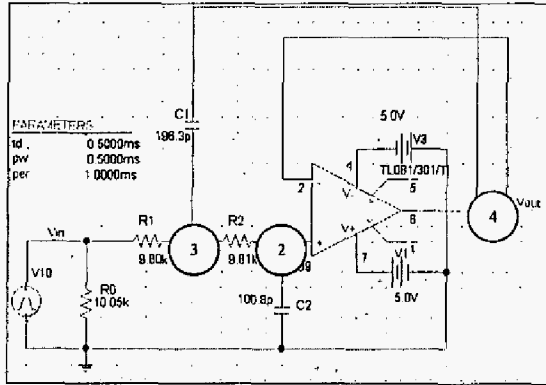 C1
196.3p
5.0V
PARAMETERS
td 0.5000ms
pw 0.5000ms
per 1.0000ms
4
V3
TL081/301/TI
5
2
V-
Vin
R1
R2
3
2
6
4
Vout
9.80k
9.81k
V+
V10
R0
10.05k
7
V1
5.0V
100.8p
C2